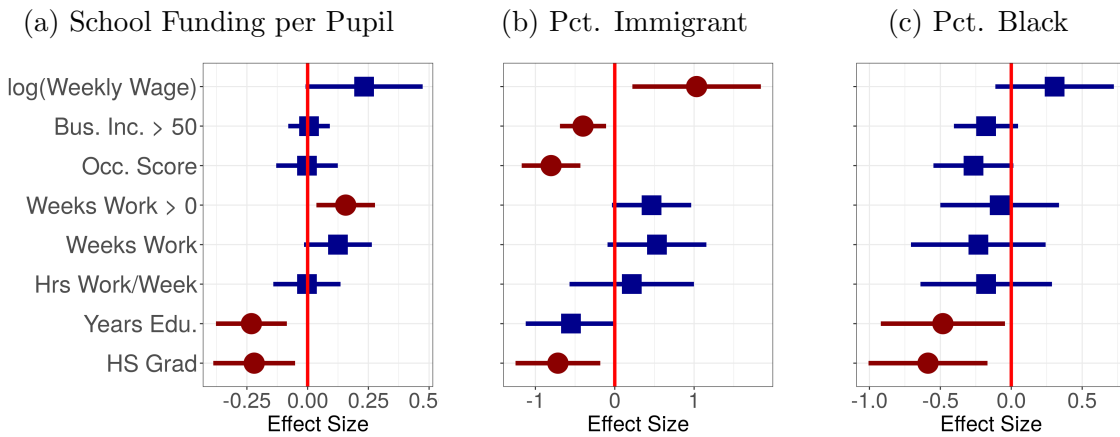 (a) School Funding per Pupil
(b) Pct. Immigrant
(c) Pct. Black
log(Weekly Wage)
Bus. Inc. > 50
Occ. Score
Weeks Work > 0
Weeks Work
Hrs Work/Week
Years Edu.
HS Grad
-0.25 0.00 0.25 0.5
-1 0 1
-1.0 -0.5 0.0 0.5
Effect Size
Effect Size
Effect Size